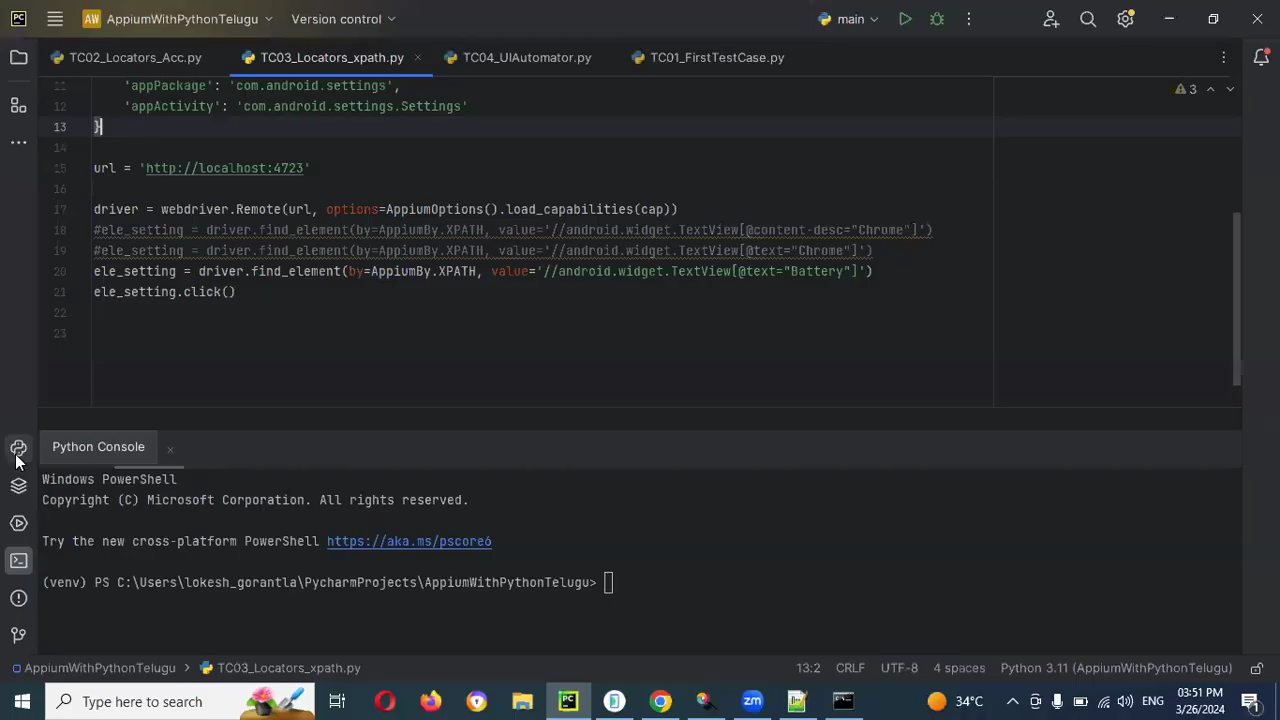 PC AW AppiumWithPythonTelugu Version control main
TC02_Locators_Acc.py TC03_Locators_xpath.py TC04_UIAutomator.py TC01_FirstTestCase.py
11 'appPackage': 'com.android.settings',
3
12 'appActivity': 'com.android.settings.Settings'
13 }
14
15 url = 'http://localhost:4723'
16
17 driver = webdriver.Remote(url, options=AppiumOptions().load_capabilities(cap))
18 #ele_setting = driver.find_element(by=AppiumBy.XPATH, value='//android.widget.TextView[@content-desc="Chrome"]')
19 #ele_setting = driver.find_element(by=AppiumBy.XPATH, value='//android.widget.TextView[@text="Chrome"]')
20 ele_setting = driver.find_element(by=AppiumBy.XPATH, value='//android.widget.TextView[@text="Battery"]')
21 ele_setting.click()
22
23
Python Console
Windows PowerShell
Copyright (C) Microsoft Corporation. All rights reserved.
Try the new cross-platform PowerShell https://aka.ms/pscore6
(venv) PS C:\Users\lokesh_gorantla\PycharmProjects\AppiumWithPythonTelugu>
AppiumWithPythonTelugu > TC03_Locators_xpath.py 13:2 CRLF UTF-8 4 spaces Python 3.11 (AppiumWithPythonTelugu)
Type here to search PC zm 34°C ENG 03:51 PM
3/26/2024